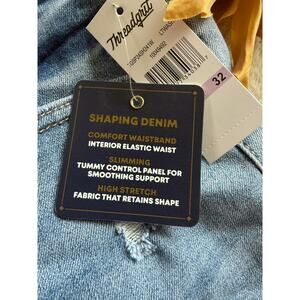 Threadgrit
32
SHAPING DENIM
COMFORT WAISTBAND
INTERIOR ELASTIC WAIST
SLIMMING
TUMMY CONTROL PANEL FOR
SMOOTHING SUPPORT
HIGH STRETCH
FABRIC THAT RETAINS SHAPE